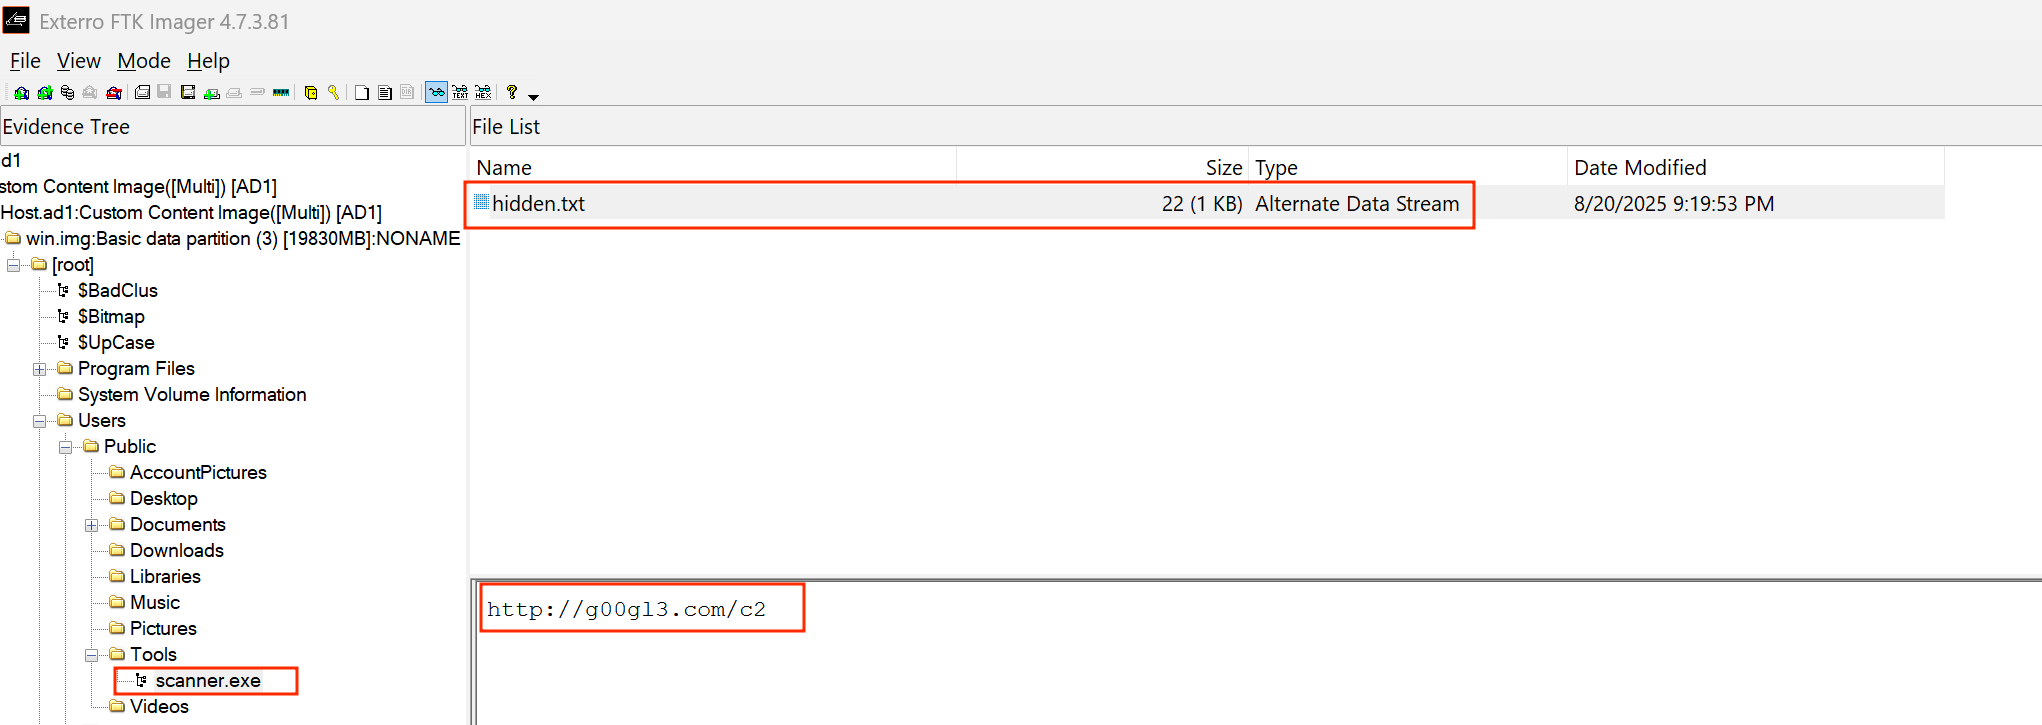 Exterro FTK Imager 4.7.3.81
File View Mode Help
TEXT HEX
Evidence Tree
File List
d1
stom Content Image([Multi]) [AD1]
Host.ad1:Custom Content Image([Multi]) [AD1]
win.img:Basic data partition (3) [19830MB]:NONAME
[root]
$BadClus
$Bitmap
$UpCase
Program Files
System Volume Information
Users
Public
AccountPictures
Desktop
Documents
Downloads
Libraries
Music
Pictures
Tools
scanner.exe
Videos
Name Size Type Date Modified
hidden.txt 22 (1 KB) Alternate Data Stream 8/20/2025 9:19:53 PM
http://g00gl3.com/c2